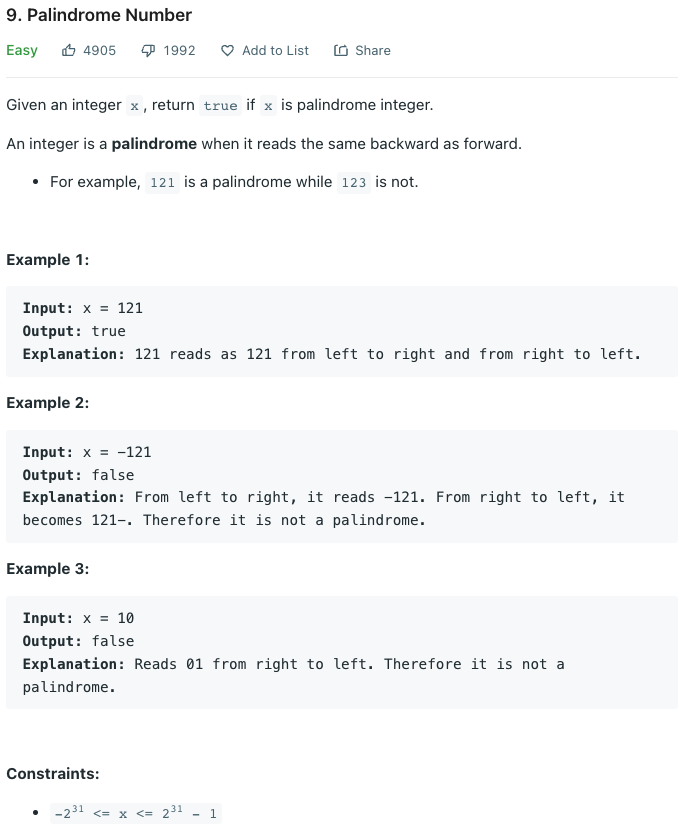 9. Palindrome Number
Easy 4905 1992 Add to List Share
Given an integer x, return true if x is palindrome integer.
An integer is a palindrome when it reads the same backward as forward.
• For example, 121 is a palindrome while 123 is not.
Example 1:
Input: x = 121
Output: true
Explanation: 121 reads as 121 from left to right and from right to left.
Example 2:
Input: x = -121
Output: false
Explanation: From left to right, it reads -121. From right to left, it
becomes 121-. Therefore it is not a palindrome.
Example 3:
Input: x = 10
Output: false
Explanation: Reads 01 from right to left. Therefore it is not a
palindrome.
Constraints:
• -2³¹ <= x <= 2³¹ - 1